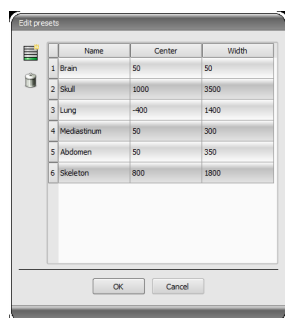 Edit presets
Name Center Width
1 Brain 50 50
2 Skull 1000 3500
3 Lung -400 1400
4 Mediastinum 50 300
5 Abdomen 50 350
6 Skeleton 800 1800
OK Cancel